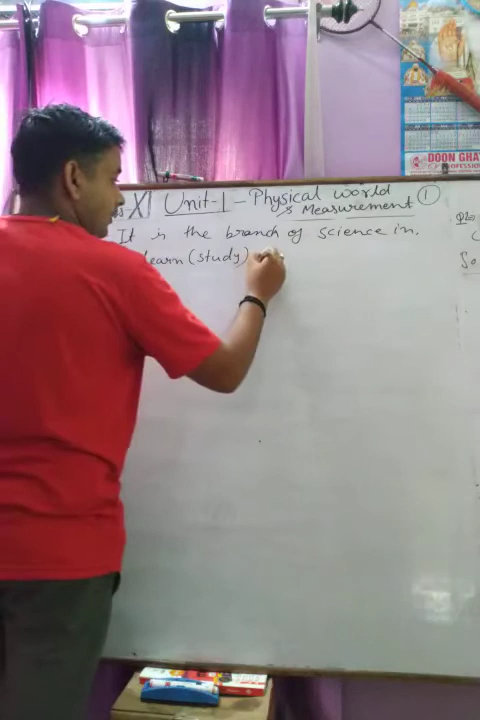 XI Unit-1 - Physical world ①
& Measurement
It is the branch of science in.
learn (study)
DOON GHA